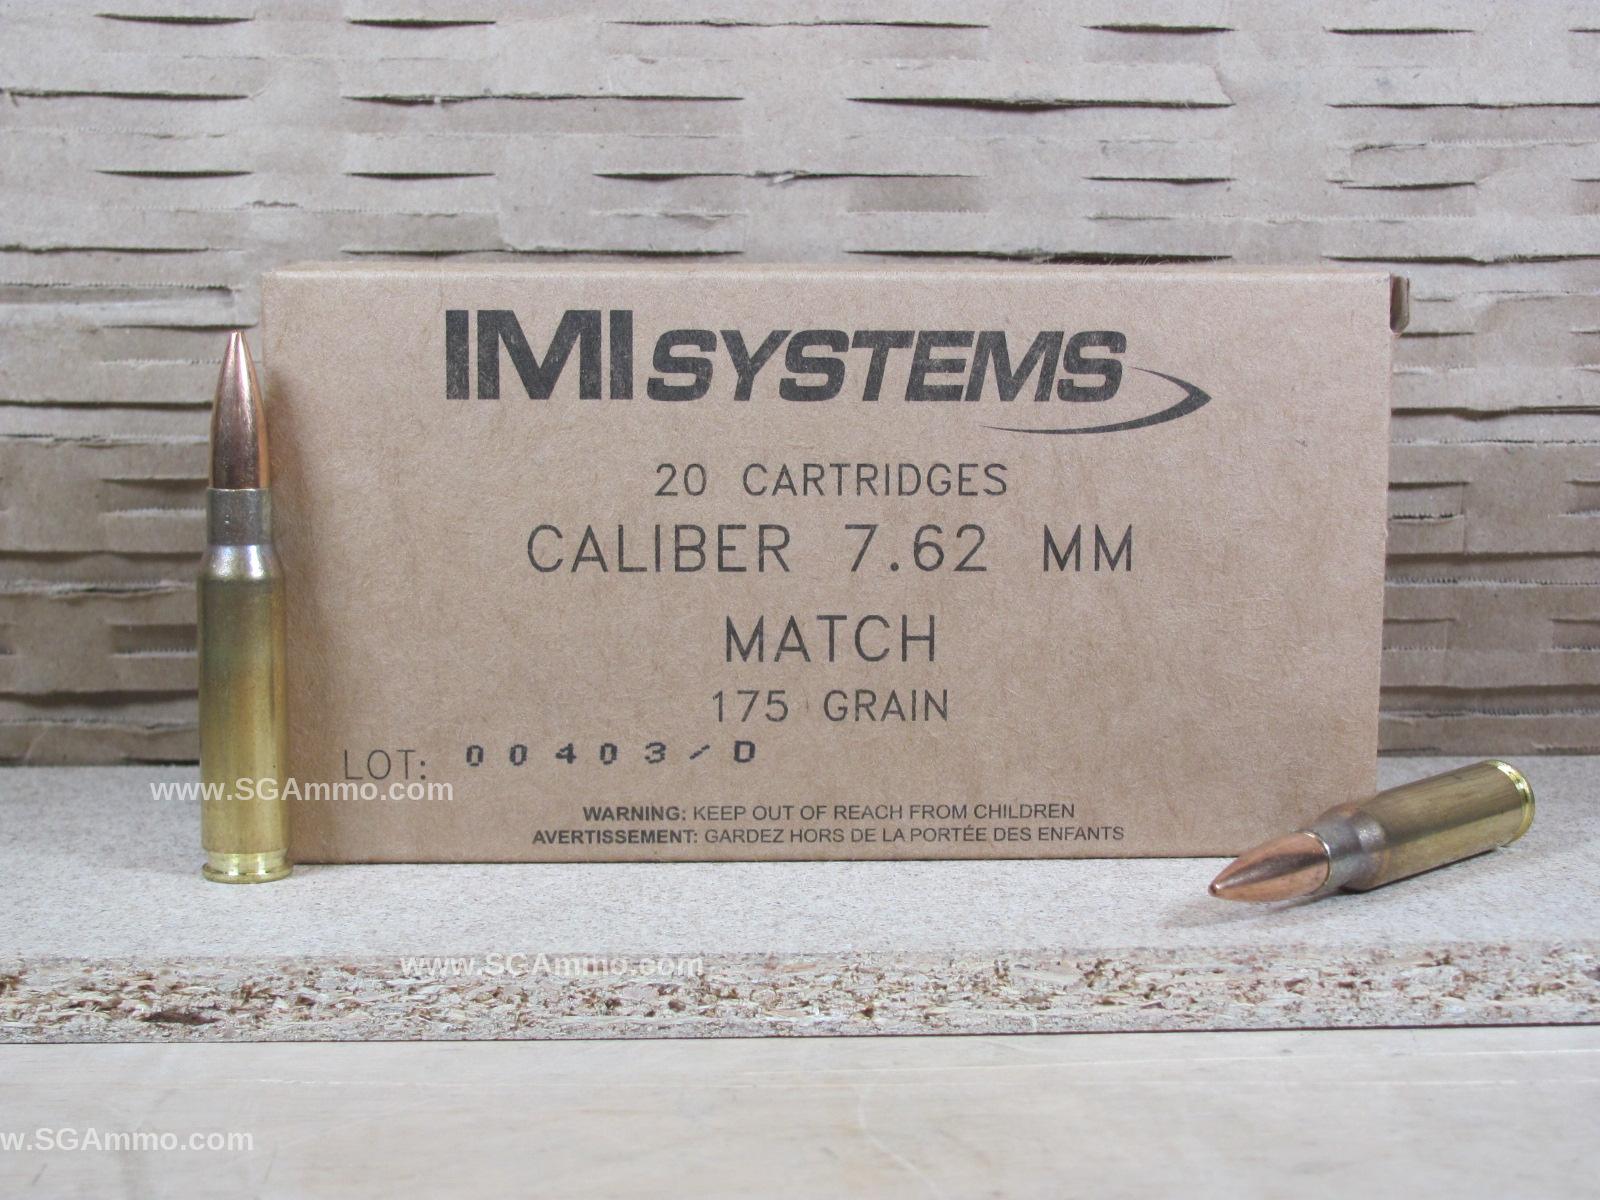 IMI SYSTEMS
20 CARTRIDGES
CALIBER 7.62 MM
MATCH
175 GRAIN
LOT: 00403/D
www.SGAmmo.com
WARNING: KEEP OUT OF REACH FROM CHILDREN
AVERTISSEMENT: GARDEZ HORS DE LA PORTÉE DES ENFANTS
www.SGAmmo.com
w.SGAmmo.com